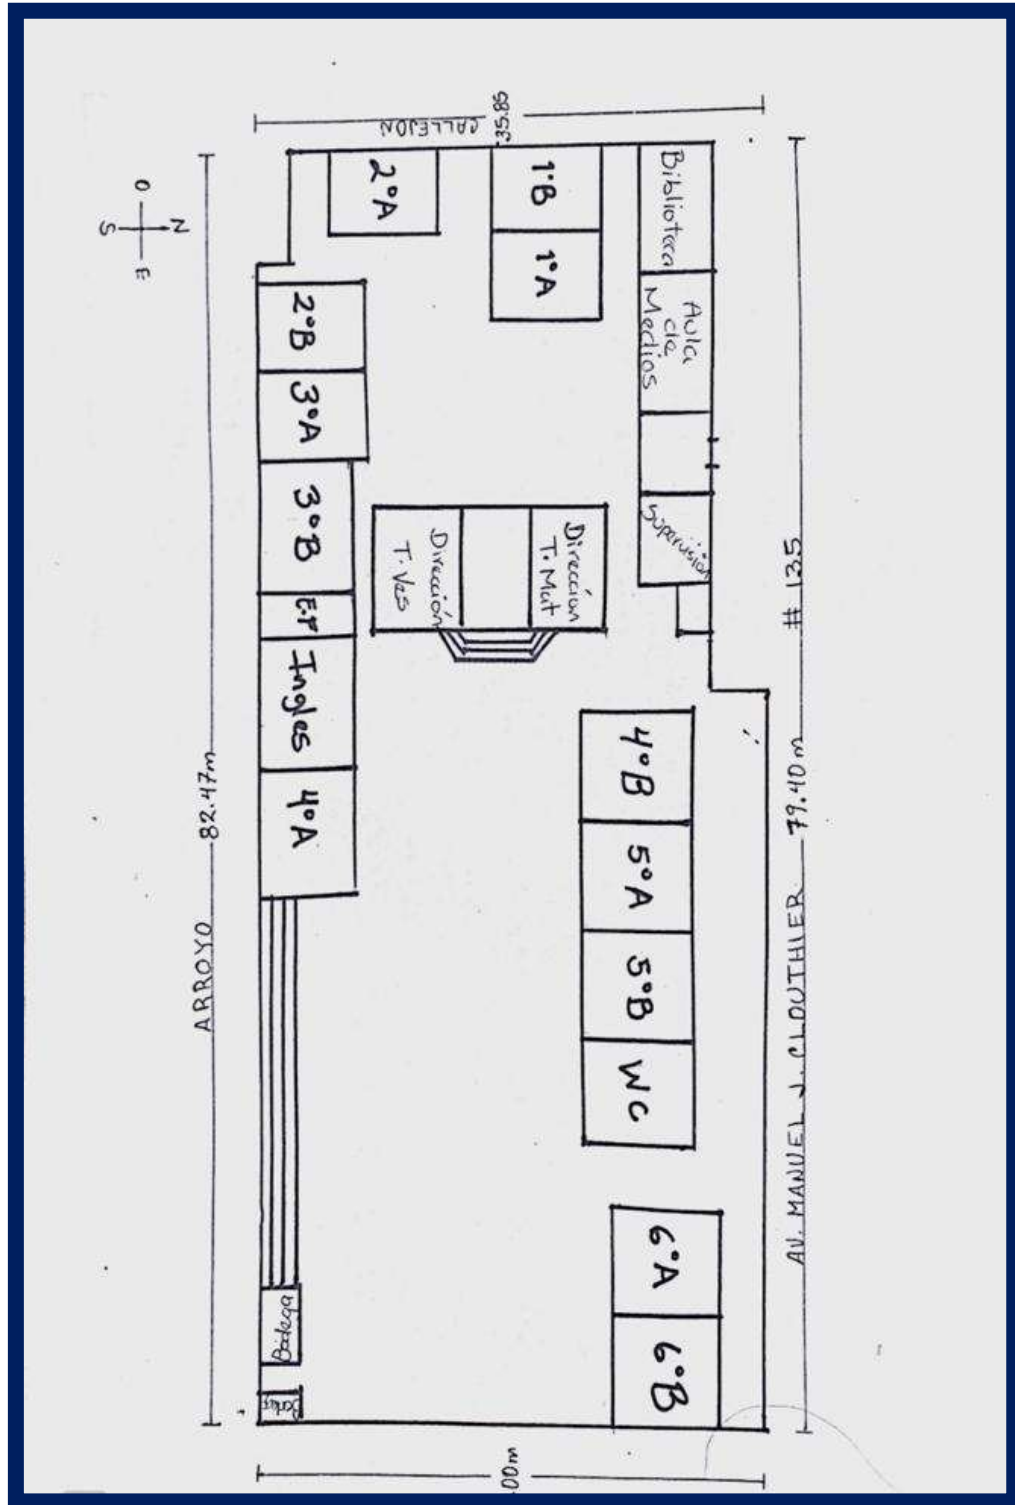 CALLEJON
35.85
O
S
N
E
2°A
1°B
1°A
Biblioteca
Aula
de
Medios
2°B
3°A
3°B
E.F
Ingles
4°A
Dirección
T. Ves
Dirección
T. Mat
Supervisión
4°B
5°A
5°B
WC
6°A
6°B
Bodega
ARROYO 82.47m
AV. MANUEL J. CLOUTHIER 79.40m # 135
00m